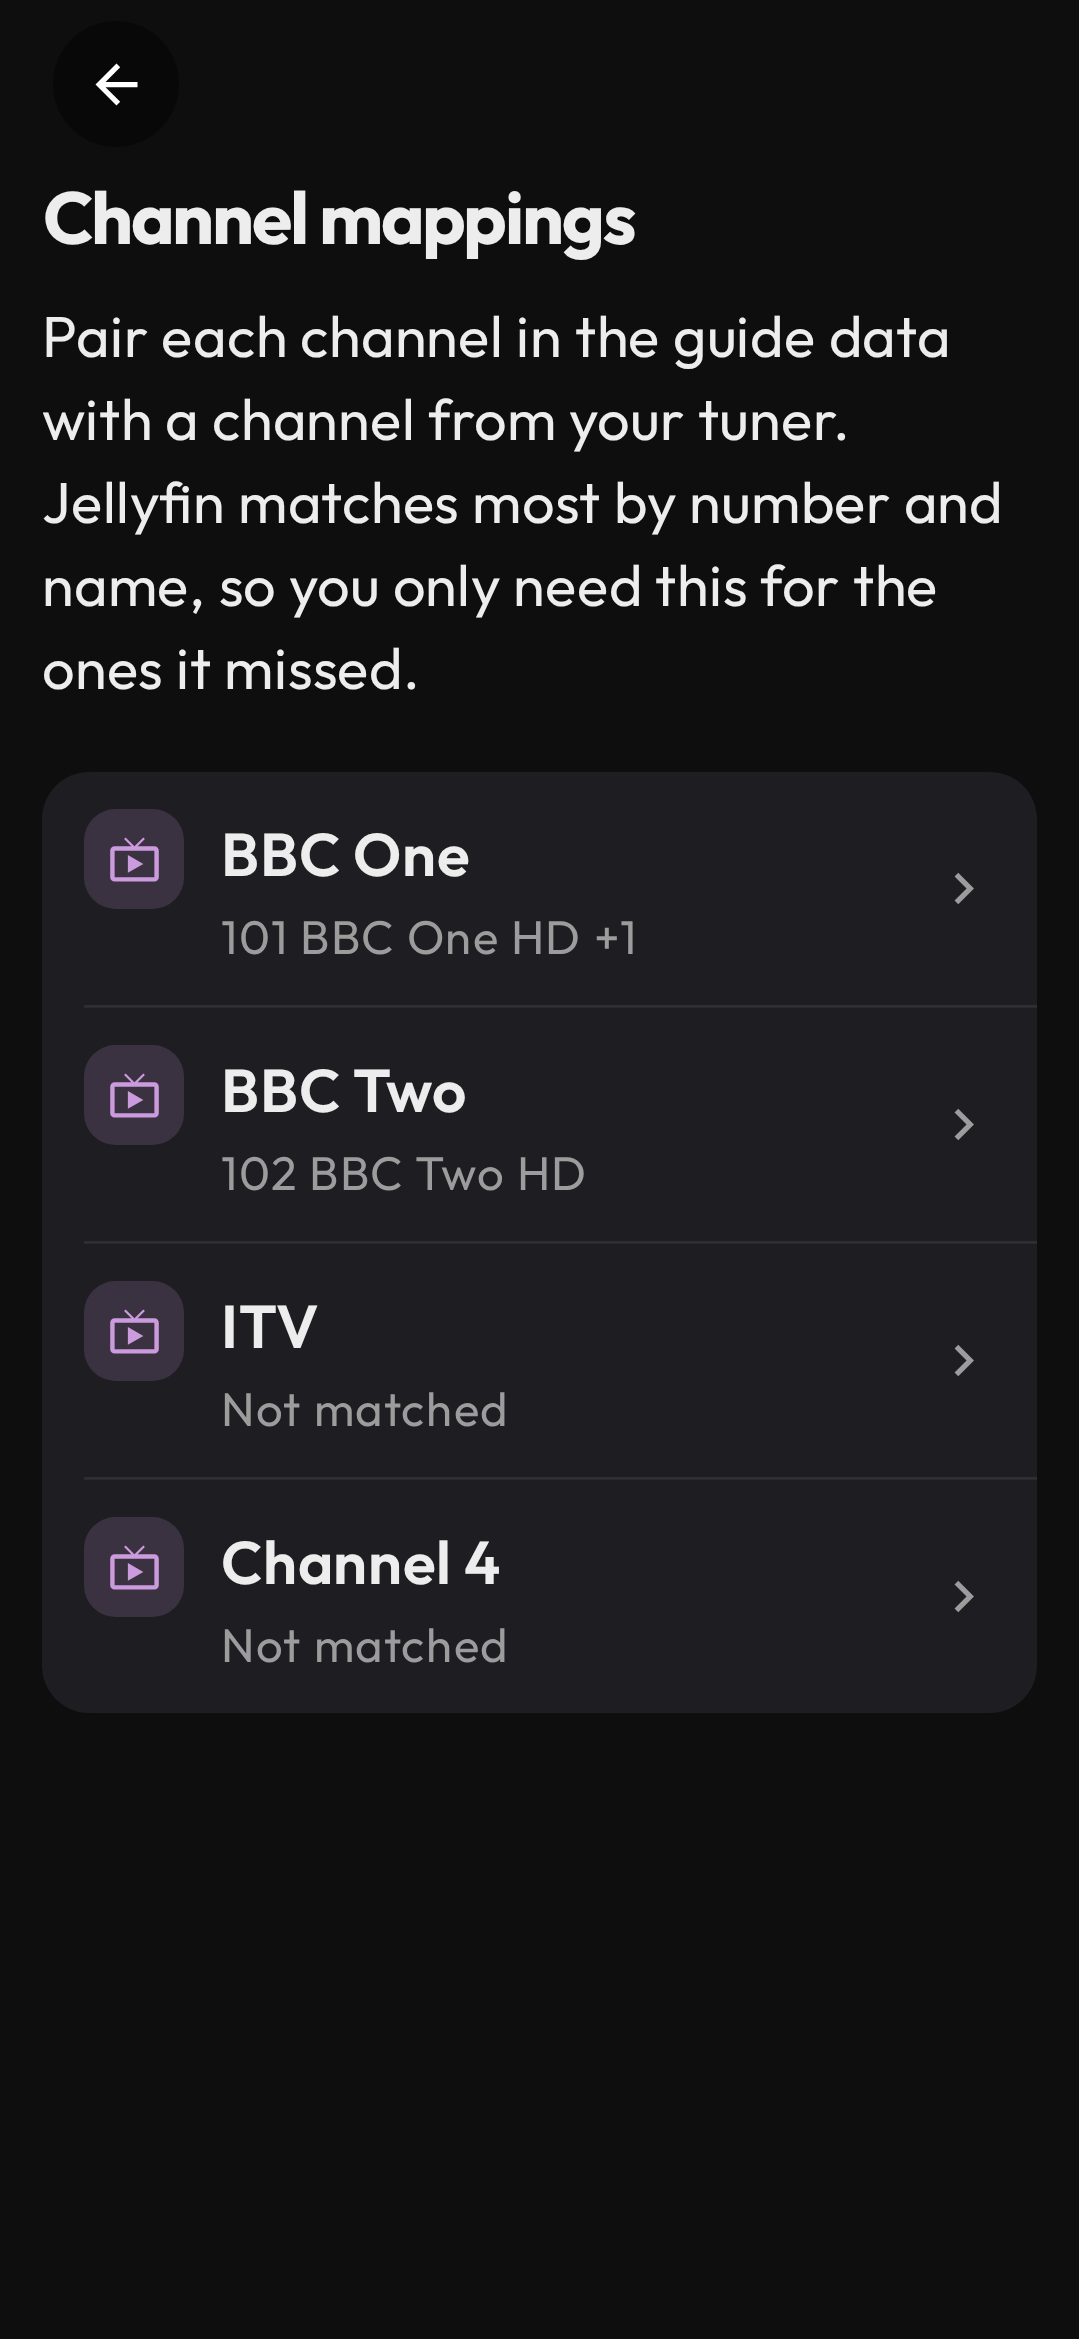 Channel mappings
Pair each channel in the guide data
with a channel from your tuner.
Jellyfin matches most by number and
name, so you only need this for the
ones it missed.
BBC One
101 BBC One HD +1
BBC Two
102 BBC Two HD
ITV
Not matched
Channel 4
Not matched